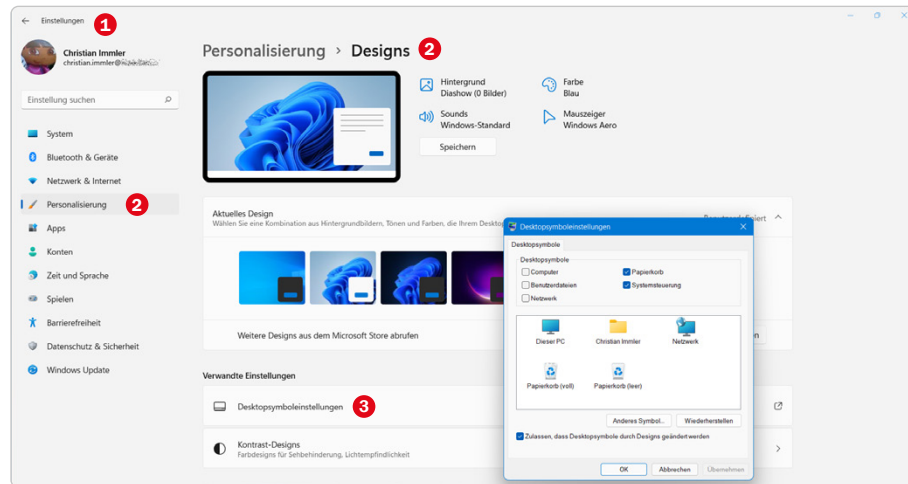 Einstellungen
1
Christian Immler
Einstellung suchen
System
Bluetooth & Geräte
Netzwerk & Internet
Personalisierung
2
Apps
Konten
Zeit und Sprache
Spielen
Barrierefreiheit
Datenschutz & Sicherheit
Windows Update
Personalisierung > Designs 2
Hintergrund
Diashow (0 Bilder)
Farbe
Blau
Sounds
Windows-Standard
Mauszeiger
Windows Aero
Speichern
Aktuelles Design
Wählen Sie eine Kombination aus Hintergrundbildern, Tönen und Farben, die Ihrem
Weitere Designs aus dem Microsoft Store abrufen
Verwandte Einstellungen
Desktopsymboleinstellungen
3
Kontrast-Designs
Farbdesigns für Sehbehinderung, Lichtempfindlichkeit
Desktopsymboleinstellungen
Desktopsymbole
Desktopsymbole
Computer
Papierkorb
Benutzerdateien
Systemsteuerung
Netzwerk
Dieser PC
Christian Immler
Netzwerk
Papierkorb (voll)
Papierkorb (leer)
Anderes Symbol...
Wiederherstellen
Zulassen, dass Desktopsymbole durch Designs geändert werden
OK
Abbrechen
Übernehmen